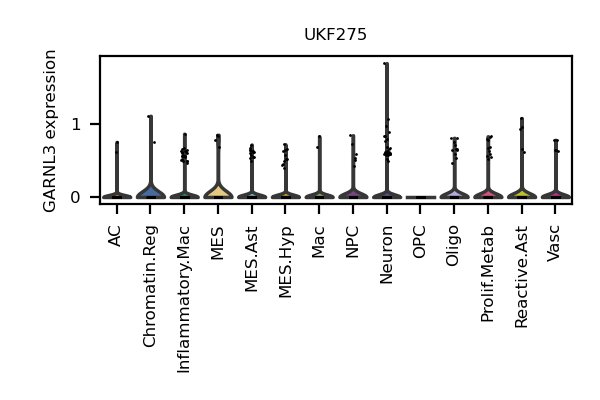 UKF275
GARNL3 expression
1
0
AC
Chromatin.Reg
Inflammatory.Mac
MES
MES.Ast
MES.Hyp
Mac
NPC
Neuron
OPC
Oligo
Prolif.Metab
Reactive.Ast
Vasc